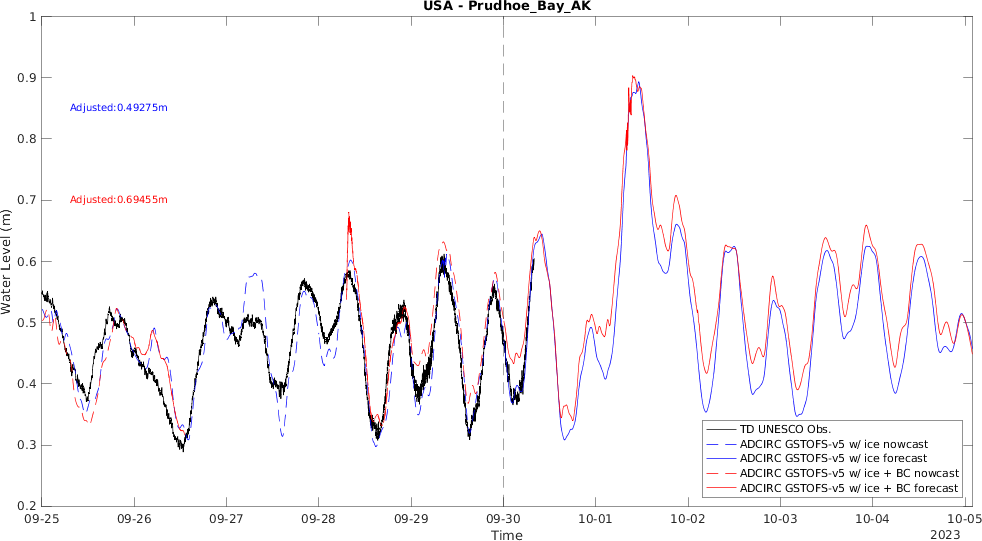 USA - Prudhoe_Bay_AK
1
0.9
0.8
0.7
0.6
0.5
0.4
0.3
0.2
Water Level (m)
Adjusted:0.49275m
Adjusted:0.69455m
TD UNESCO Obs.
ADCIRC GSTOFS-v5 w/ ice nowcast
ADCIRC GSTOFS-v5 w/ ice forecast
ADCIRC GSTOFS-v5 w/ ice + BC nowcast
ADCIRC GSTOFS-v5 w/ ice + BC forecast
09-25 09-26 09-27 09-28 09-29 09-30 10-01 10-02 10-03 10-04 10-05
Time
2023